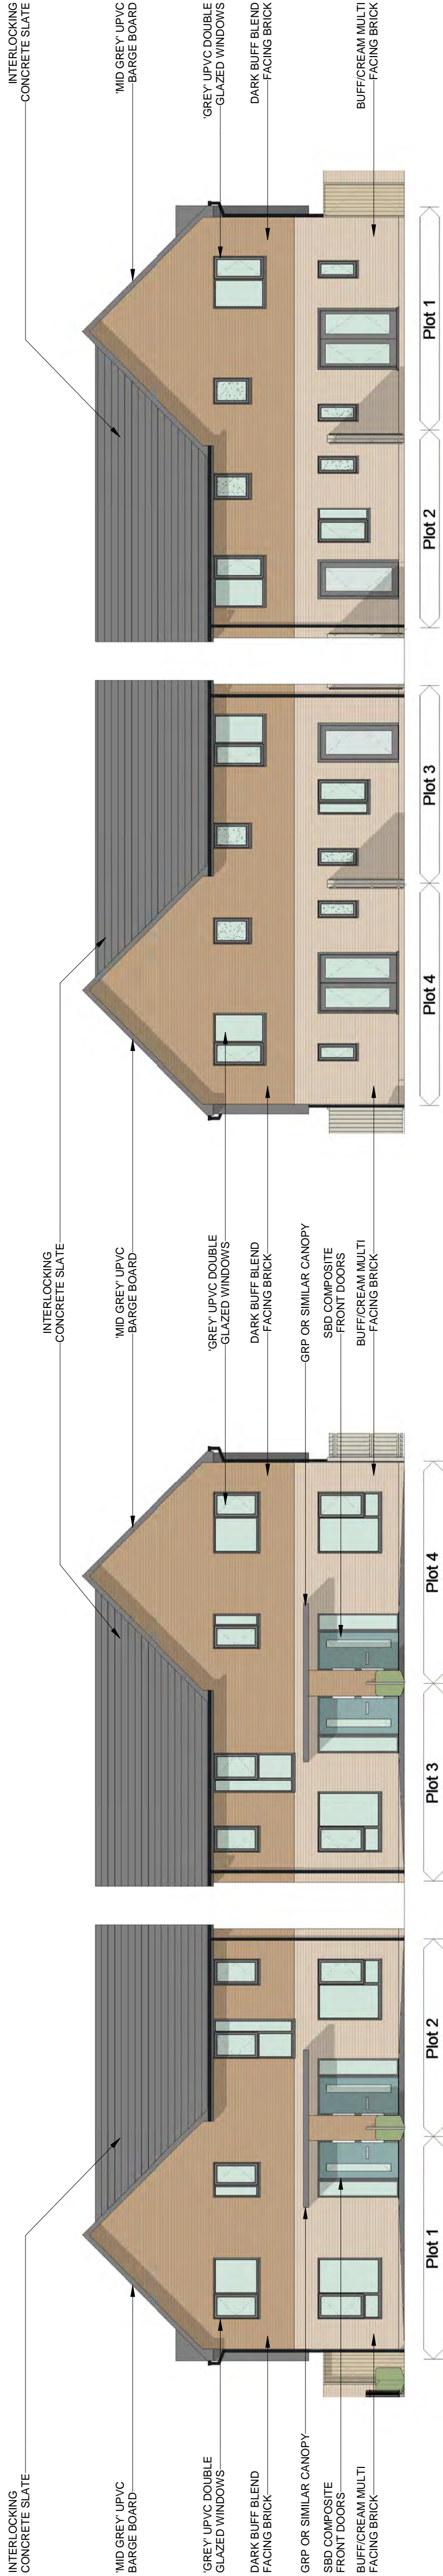 INTERLOCKING
CONCRETE SLATE
'MID GREY' UPVC
BARGE BOARD
'GREY' UPVC DOUBLE
GLAZED WINDOWS
DARK BUFF BLEND
FACING BRICK
GRP OR SIMILAR CANOPY
SBD COMPOSITE
FRONT DOORS
BUFF/CREAM MULTI
FACING BRICK
Plot 1
Plot 2
Plot 3
Plot 4
INTERLOCKING
CONCRETE SLATE
'MID GREY' UPVC
BARGE BOARD
'GREY' UPVC DOUBLE
GLAZED WINDOWS
DARK BUFF BLEND
FACING BRICK
GRP OR SIMILAR CANOPY
SBD COMPOSITE
FRONT DOORS
BUFF/CREAM MULTI
FACING BRICK
Plot 4
Plot 3
Plot 2
Plot 1
INTERLOCKING
CONCRETE SLATE
'MID GREY' UPVC
BARGE BOARD
'GREY' UPVC DOUBLE
GLAZED WINDOWS
DARK BUFF BLEND
FACING BRICK
BUFF/CREAM MULTI
FACING BRICK